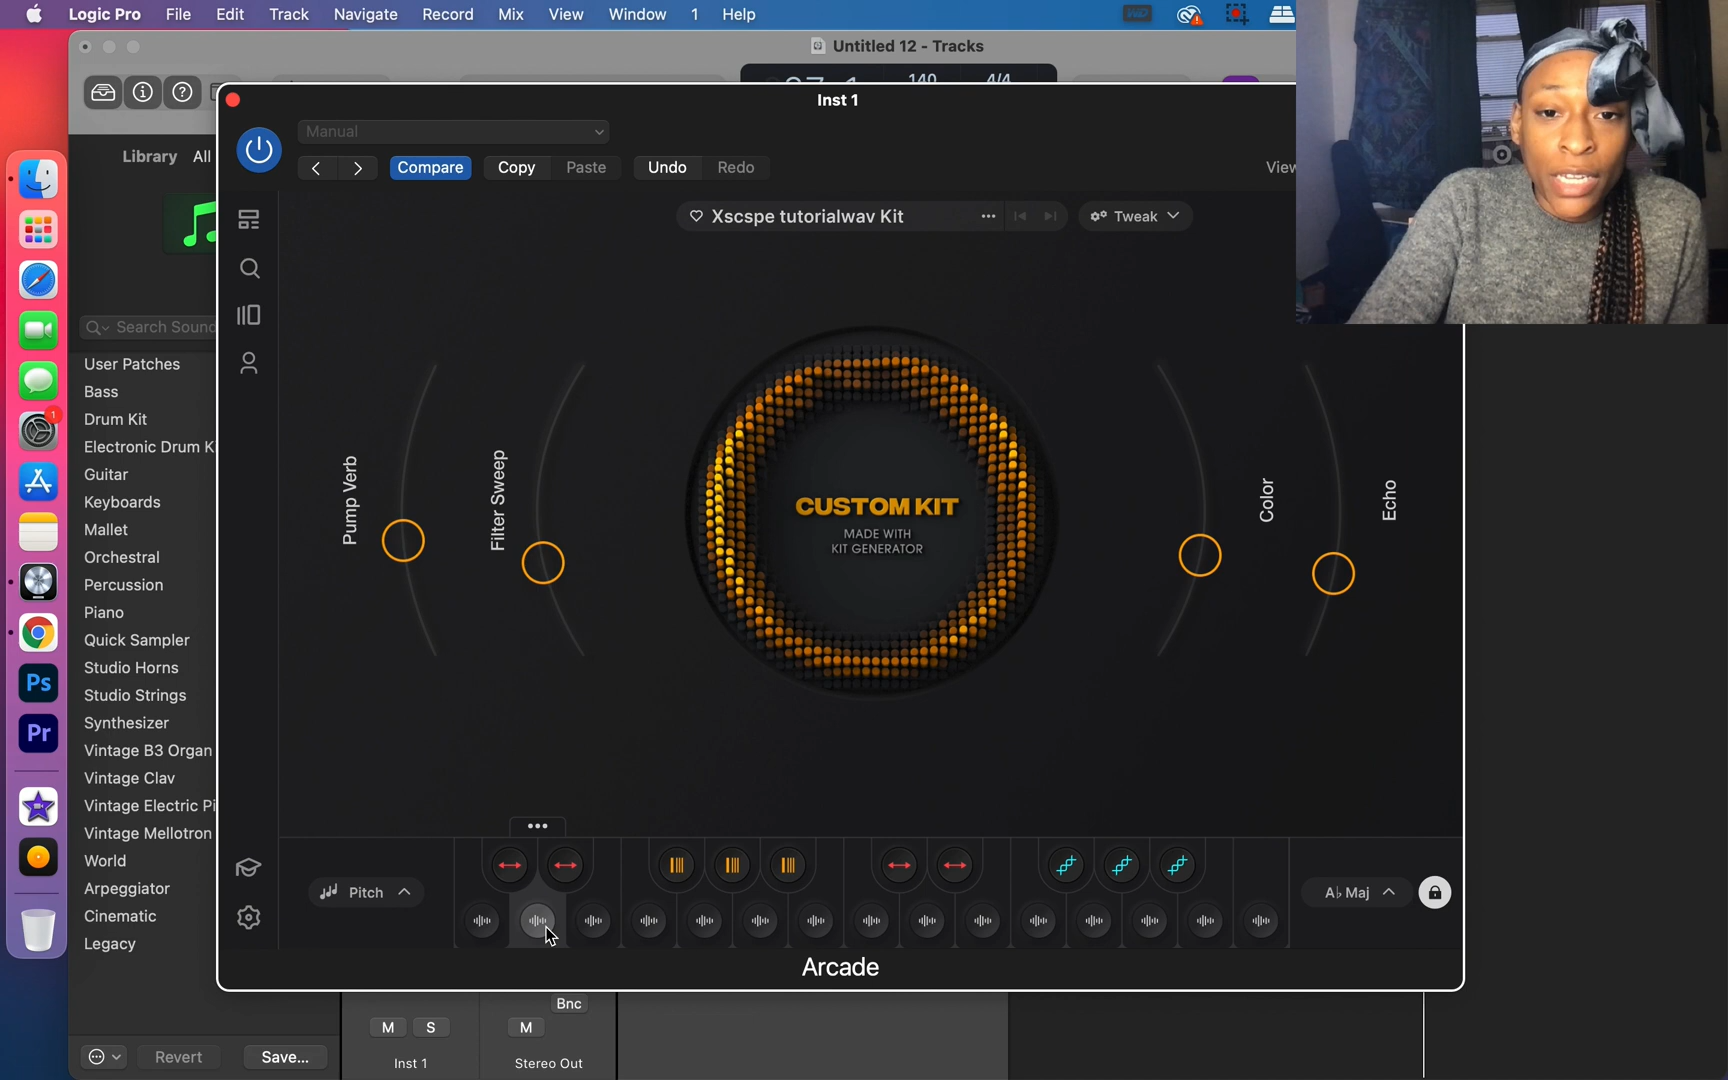 Logic Pro File Edit Track Navigate Record Mix View Window 1 Help
Untitled 12 - Tracks
140 4/4
Inst 1
Manual
Compare Copy Paste Undo Redo View
Library All
Xscspe tutorialwav Kit ••• Tweak
Search Sound
User Patches
Bass
Drum Kit
Electronic Drum K
Guitar
Keyboards
Mallet
Orchestral
Percussion
Piano
Quick Sampler
Studio Horns
Studio Strings
Synthesizer
Vintage B3 Organ
Vintage Clav
Vintage Electric Pi
Vintage Mellotron
World
Arpeggiator
Cinematic
Legacy
Ps
Pr
1
Pump Verb
Filter Sweep
CUSTOM KIT
MADE WITH
KIT GENERATOR
Color
Echo
Pitch
A♭ Maj
Arcade
Bnc
M S M
Revert Save... Inst 1 Stereo Out